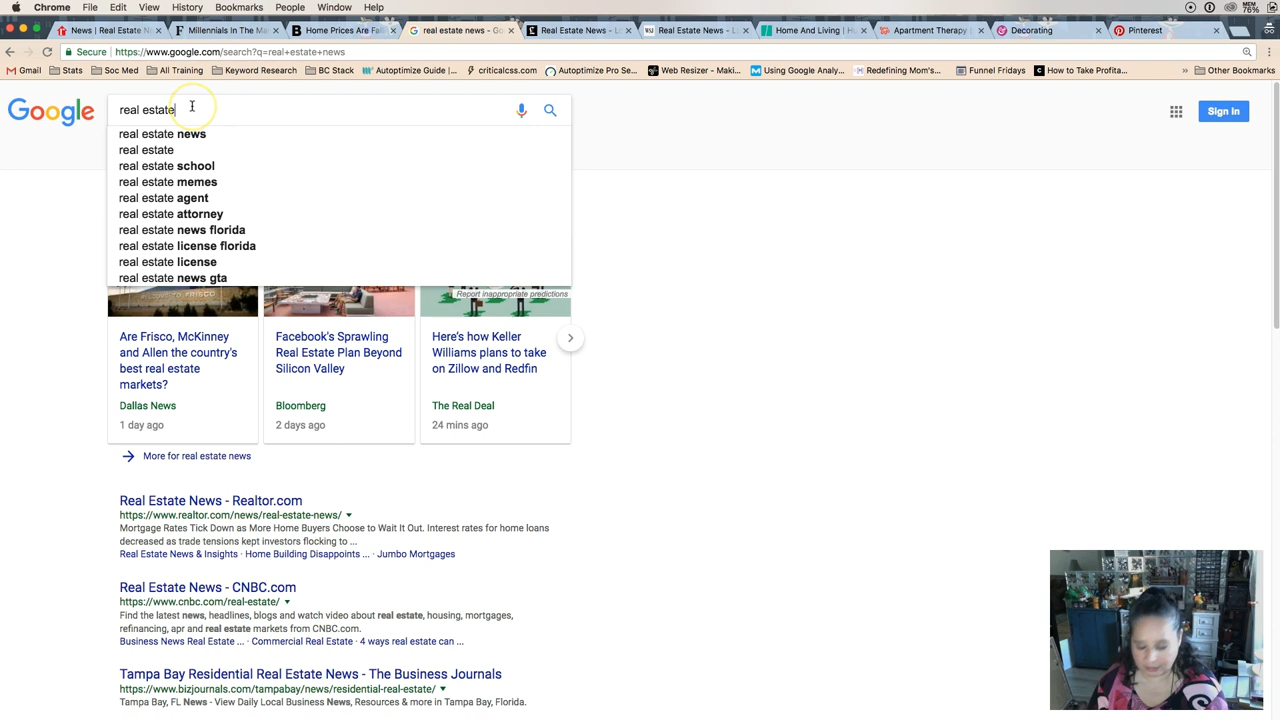 Chrome File Edit View History Bookmarks People Window Help
MEM 76%
News | Real Estate N
Millennials In The Ma
Home Prices Are Fal
real estate news - Go
Real Estate News - Lo
Real Estate News - L
Home And Living | H
Apartment Therapy
Decorating
Pinterest
Secure https://www.google.com/search?q=real+estate+news
Gmail Stats Soc Med All Training Keyword Research BC Stack Autoptimize Guide |... criticalcss.com Autoptimize Pro Se... Web Resizer - Maki... Using Google Analy... Redefining Mom's... Funnel Fridays How to Take Profita... » Other Bookmarks
Google
real estate
Sign in
real estate news
real estate
real estate school
real estate memes
real estate agent
real estate attorney
real estate news florida
real estate license florida
real estate license
real estate news gta
Report inappropriate predictions
Are Frisco, McKinney
and Allen the country's
best real estate
markets?
Dallas News
1 day ago
Facebook's Sprawling
Real Estate Plan Beyond
Silicon Valley
Bloomberg
2 days ago
Here's how Keller
Williams plans to take
on Zillow and Redfin
The Real Deal
24 mins ago
More for real estate news
Real Estate News - Realtor.com
https://www.realtor.com/news/real-estate-news/
Mortgage Rates Tick Down as More Home Buyers Choose to Wait It Out. Interest rates for home loans
decreased as trade tensions kept investors flocking to ...
Real Estate News & Insights · Home Building Disappoints ... · Jumbo Mortgages
Real Estate News - CNBC.com
https://www.cnbc.com/real-estate/
Find the latest news, headlines, blogs and watch video about real estate, housing, mortgages,
refinancing, apr and real estate markets from CNBC.com.
Business News Real Estate ... · Commercial Real Estate · 4 ways real estate can ...
Tampa Bay Residential Real Estate News - The Business Journals
https://www.bizjournals.com/tampabay/news/residential-real-estate/
Tampa Bay, FL News - View Daily Local Business News, Resources & more in Tampa Bay, Florida.